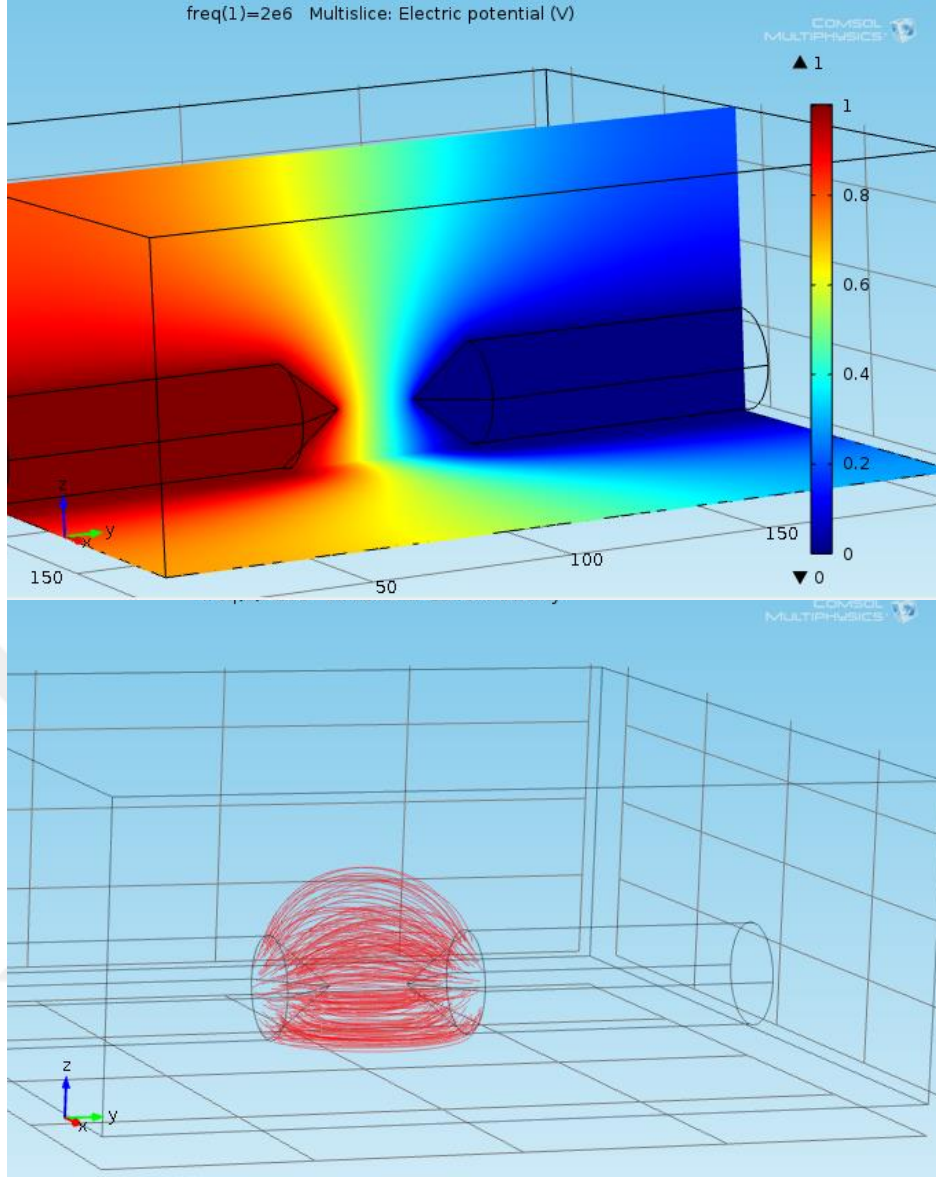 freq(1)=2e6 Multislice: Electric potential (V)
COMSOL
MULTIPHYSICS
▲ 1
1
0.8
0.6
0.4
0.2
0
▼ 0
z
y
x
150
50
100
150
COMSOL
MULTIPHYSICS
z
y
x